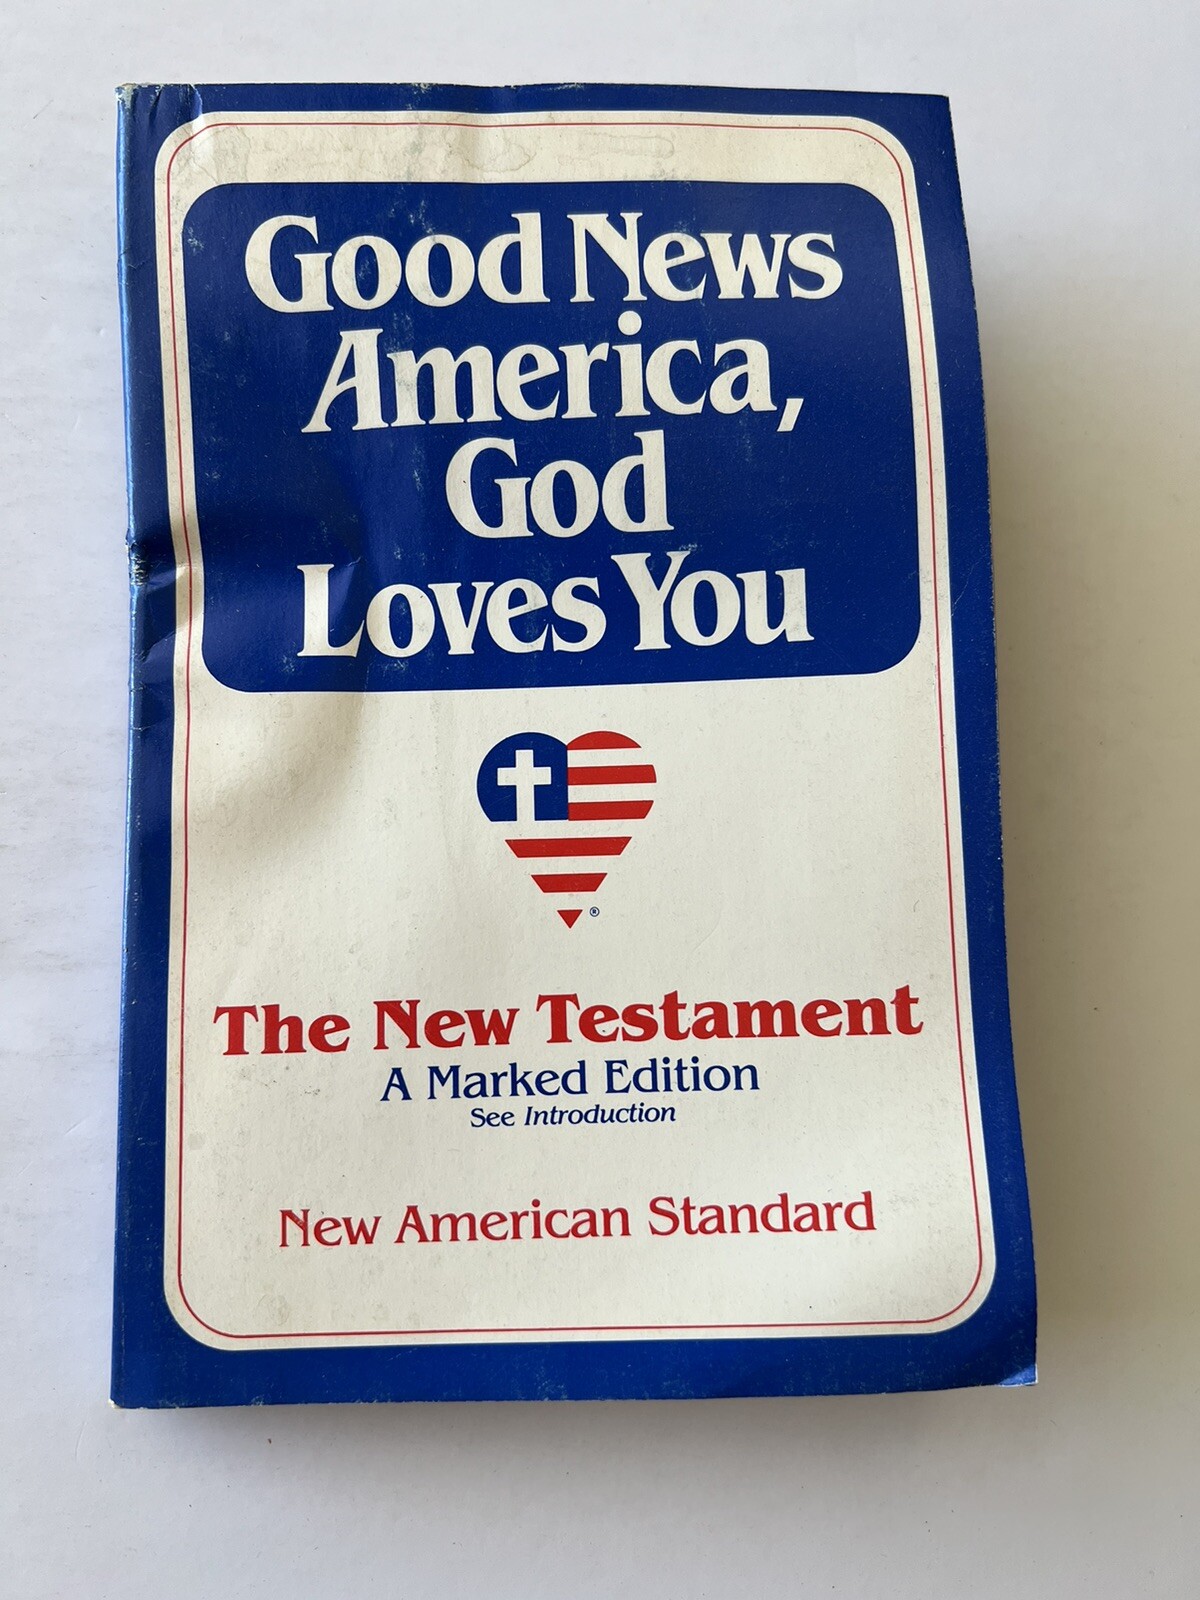 Good News
America,
God
Loves You
®
The New Testament
A Marked Edition
See Introduction
New American Standard